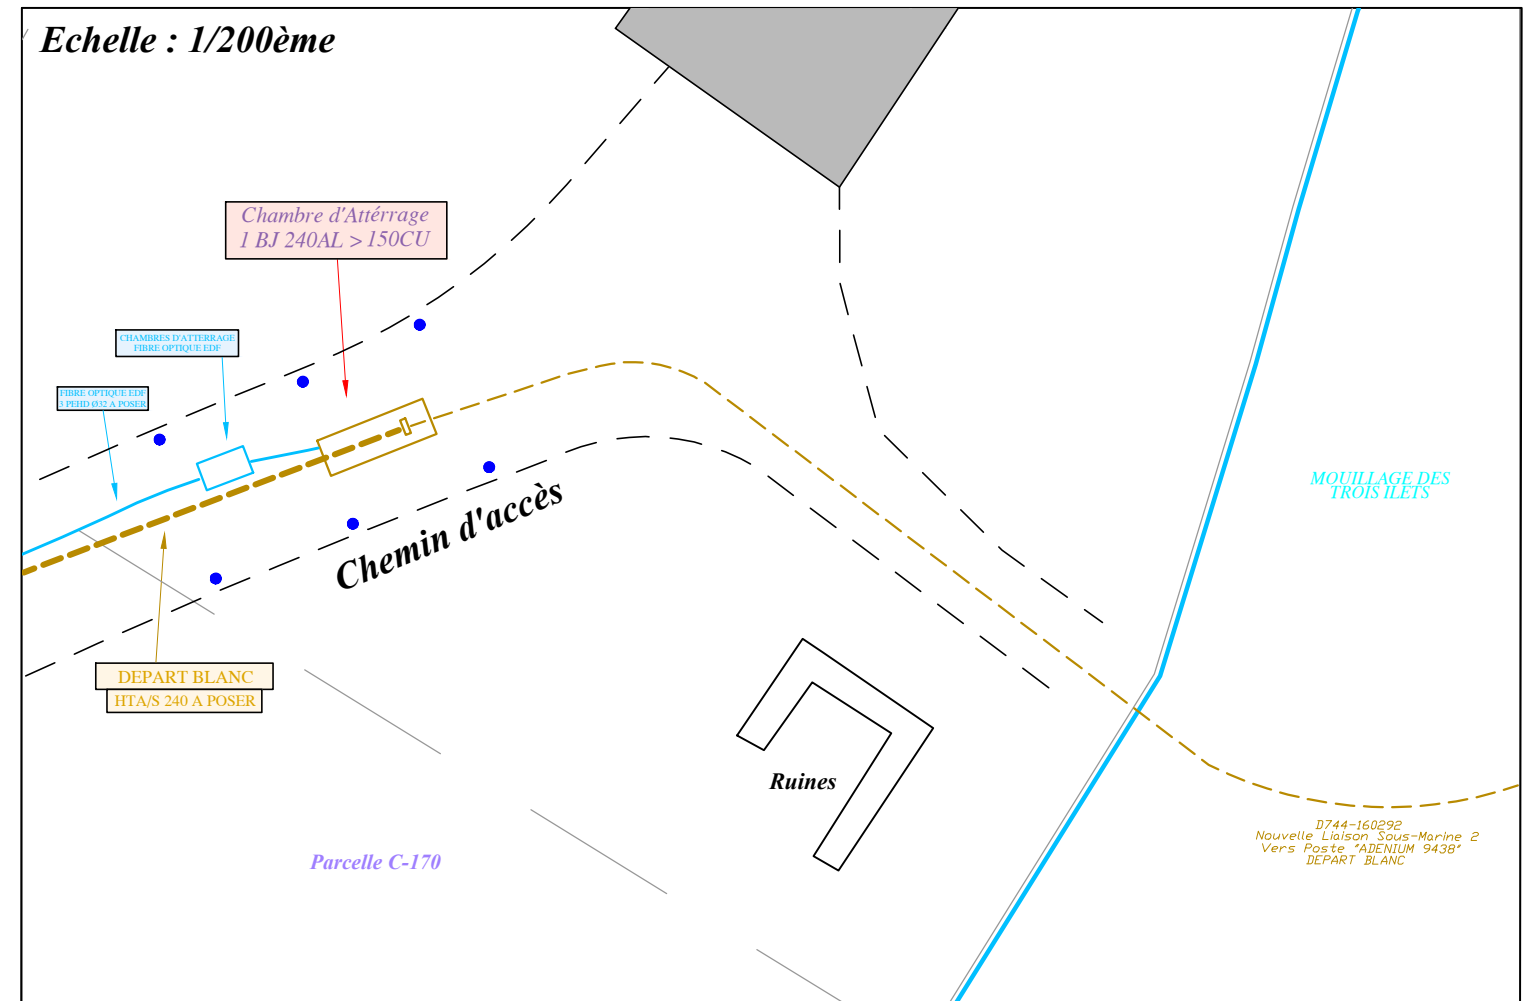 Echelle : 1/200ème
Chambre d'Attérrage
1 BJ 240AL > 150CU
CHAMBRES D'ATTERRAGE
FIBRE OPTIQUE EDF
FIBRE OPTIQUE EDF
3 PEHD Ø32 A POSER
MOUILLAGE DES
TROIS ILETS
Chemin d'accès
DEPART BLANC
HTA/S 240 A POSER
Ruines
Parcelle C-170
D744-160292
Nouvelle Liaison Sous-Marine 2
Vers Poste "ADENIUM 9438"
DEPART BLANC